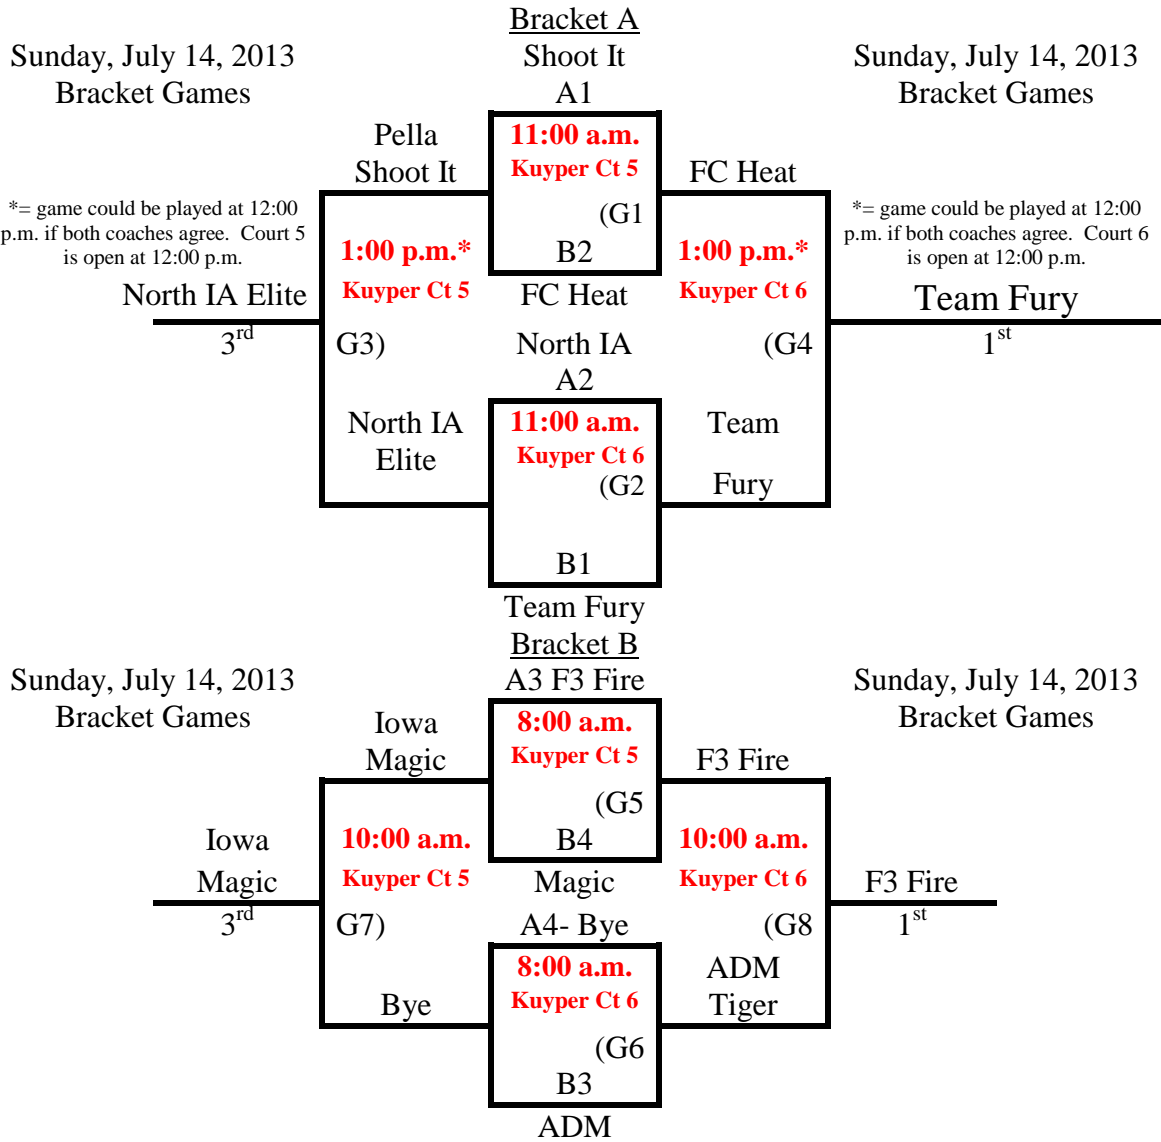 Bracket A
Sunday, July 14, 2013
Bracket Games
Shoot It
A1
Sunday, July 14, 2013
Bracket Games
Pella
Shoot It
11:00 a.m.
Kuyper Ct 5
(G1
B2
FC Heat
FC Heat
*= game could be played at 12:00
p.m. if both coaches agree. Court 5
is open at 12:00 p.m.
1:00 p.m.*
Kuyper Ct 5
G3)
1:00 p.m.*
Kuyper Ct 6
(G4
*= game could be played at 12:00
p.m. if both coaches agree. Court 6
is open at 12:00 p.m.
North IA Elite
3rd
Team Fury
1st
North IA
A2
North IA
Elite
11:00 a.m.
Kuyper Ct 6
(G2
B1
Team Fury
Team
Fury
Bracket B
Sunday, July 14, 2013
Bracket Games
A3 F3 Fire
Sunday, July 14, 2013
Bracket Games
Iowa
Magic
8:00 a.m.
Kuyper Ct 5
(G5
B4
Magic
F3 Fire
Iowa
Magic
3rd
10:00 a.m.
Kuyper Ct 5
G7)
10:00 a.m.
Kuyper Ct 6
(G8
F3 Fire
1st
A4- Bye
Bye
8:00 a.m.
Kuyper Ct 6
(G6
B3
ADM
ADM
Tiger